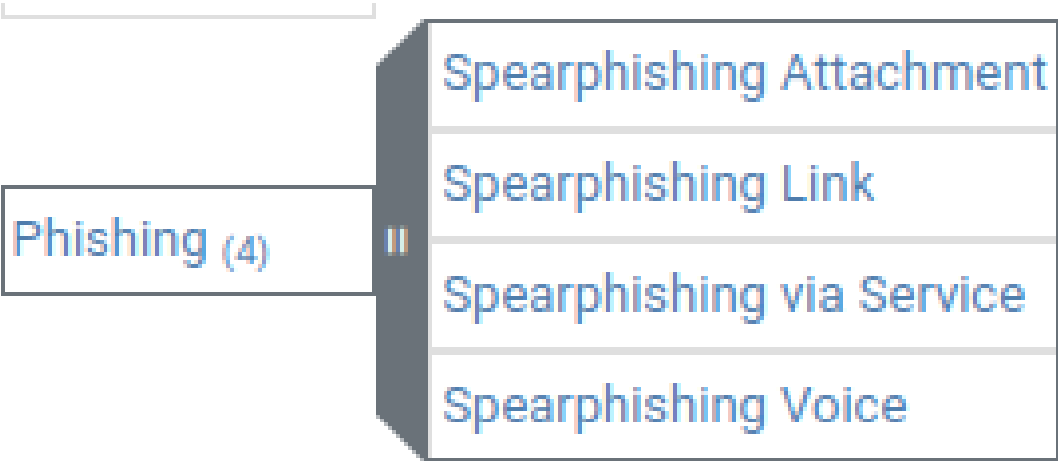 Phishing (4)
Spearphishing Attachment
Spearphishing Link
Spearphishing via Service
Spearphishing Voice